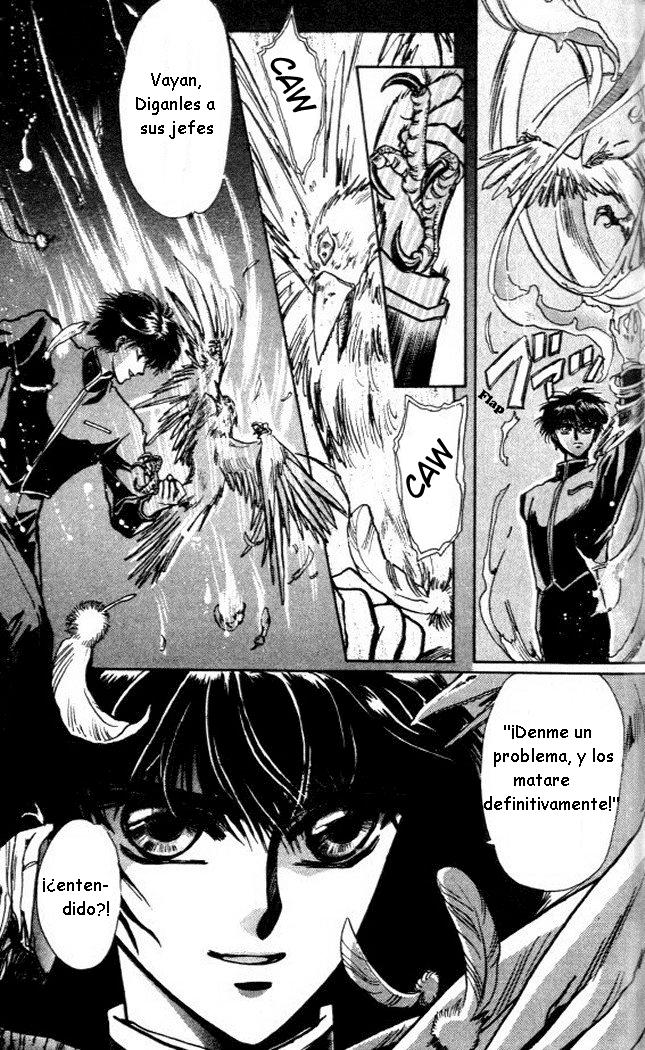 Flap
CAW
CAW
Vayan,
Diganles a
sus jefes
"¡Denme un
problema, y los
matare
definitivamente!"
¡¿enten-
dido?!